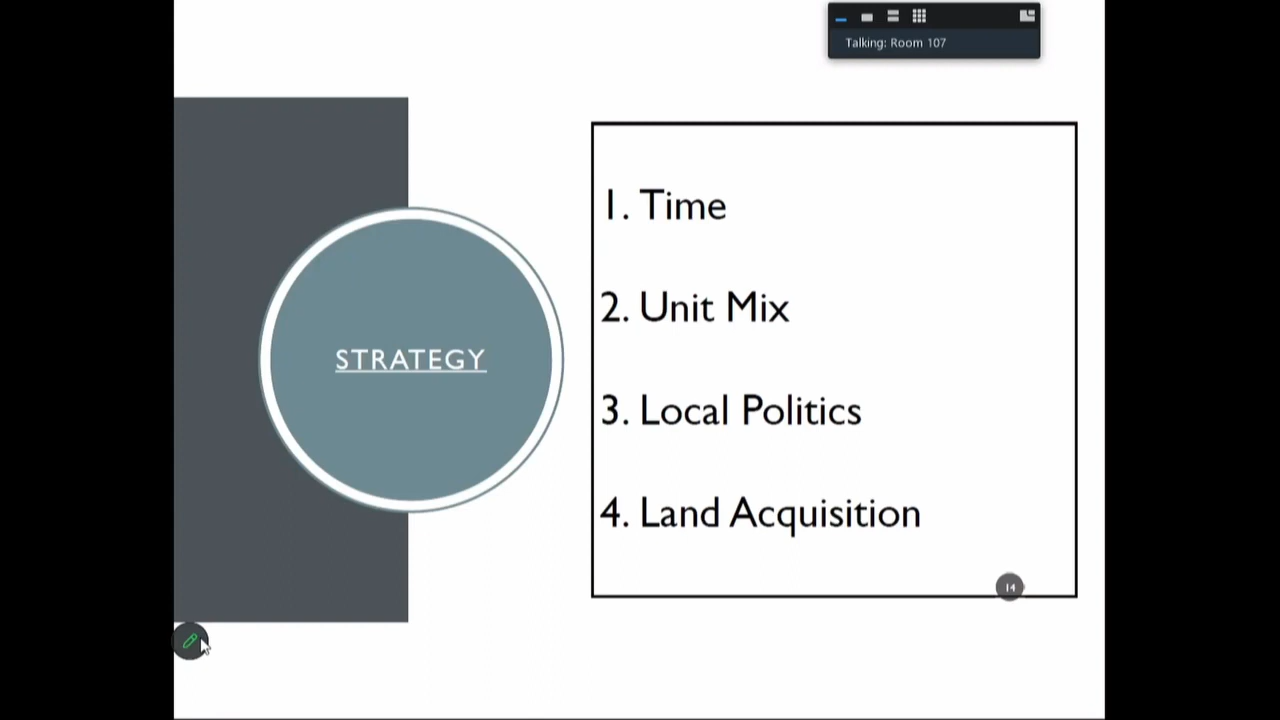 Talking: Room 107
STRATEGY
1. Time
2. Unit Mix
3. Local Politics
4. Land Acquisition
14